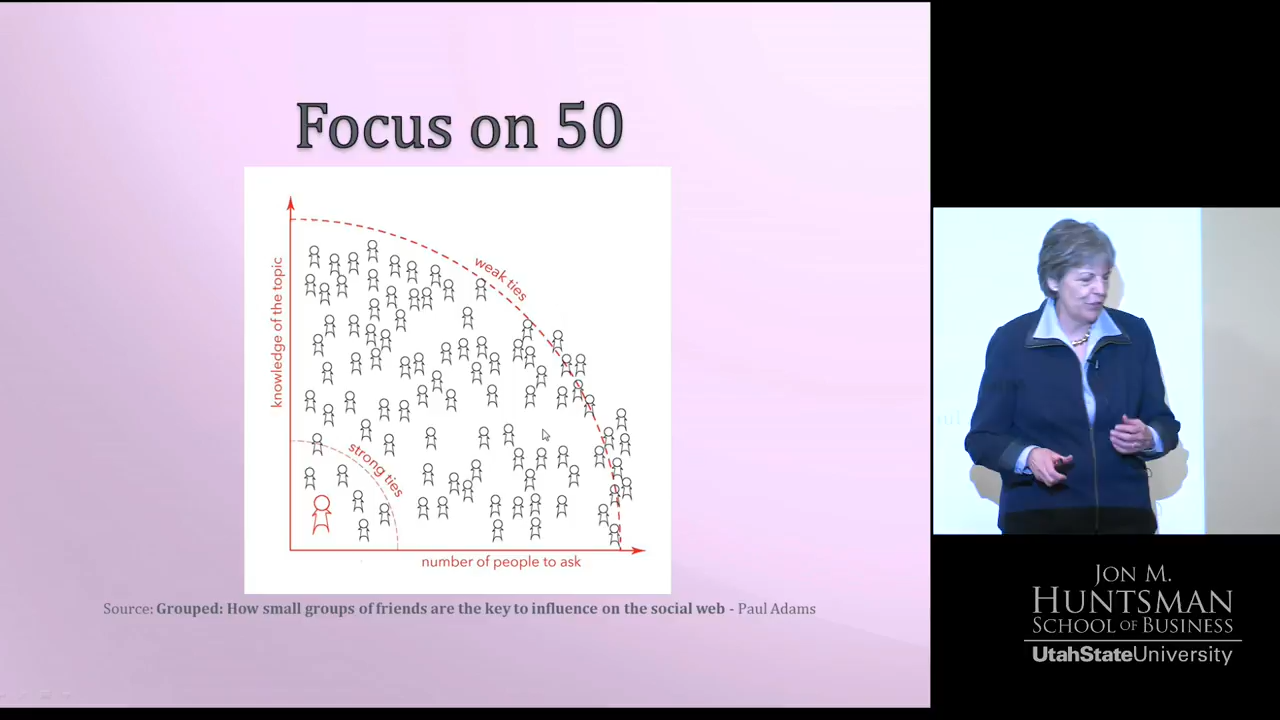 Focus on 50
knowledge of the topic
weak ties
strong ties
number of people to ask
Source: Grouped: How small groups of friends are the key to influence on the social web - Paul Adams
JON M.
HUNTSMAN
SCHOOL OF BUSINESS
UtahStateUniversity